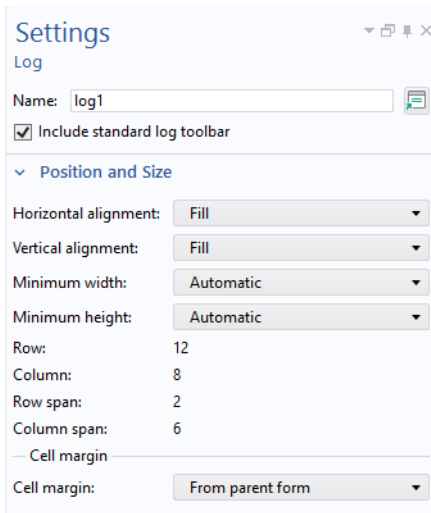 Settings
Log
Name: log1
Include standard log toolbar
Position and Size
Horizontal alignment: Fill
Vertical alignment: Fill
Minimum width: Automatic
Minimum height: Automatic
Row: 12
Column: 8
Row span: 2
Column span: 6
Cell margin
Cell margin: From parent form